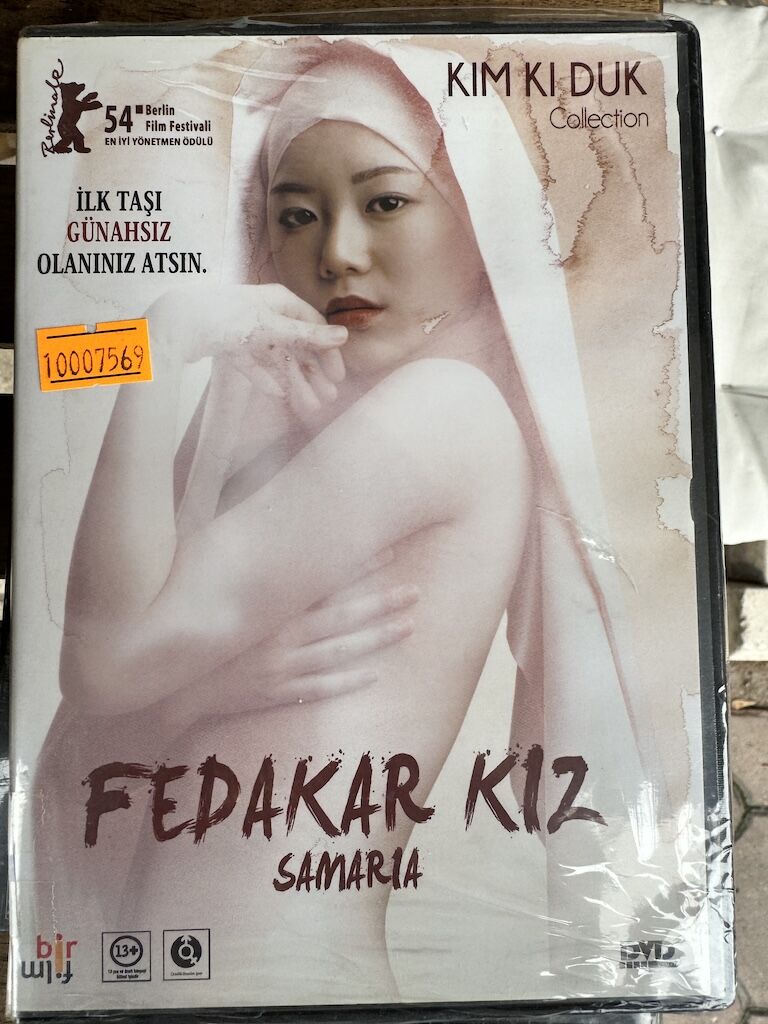 KIM KI DUK
Collection
Berlinale
54■ Berlin
Film Festivali
EN İYİ YÖNETMEN ÖDÜLÜ
İLK TAŞI
GÜNAHSIZ
OLANINIZ ATSIN.
10007569
FEDAKAR KIZ
SAMARIA
bir
film
13+
DVD